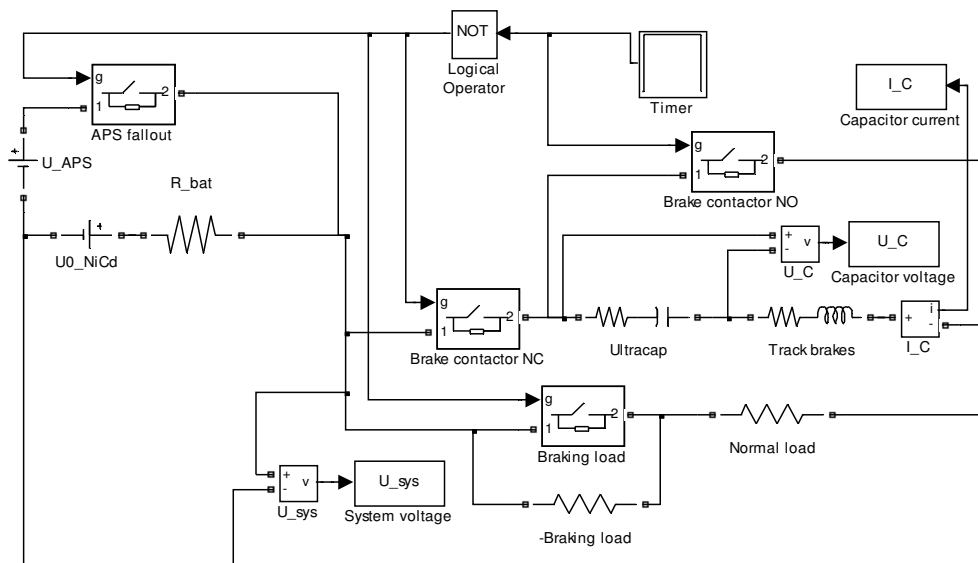 NOT
Logical
Operator
Timer
I_C
Capacitor current
g
1
2
APS fallout
+
U_APS
g
1
2
Brake contactor NO
R_bat
+
U0_NiCd
+
-
v
U_C
U_C
Capacitor voltage
g
1
2
Brake contactor NC
Ultracap
Track brakes
+
i
-
I_C
g
1
2
Braking load
Normal load
+
-
v
U_sys
U_sys
System voltage
-Braking load